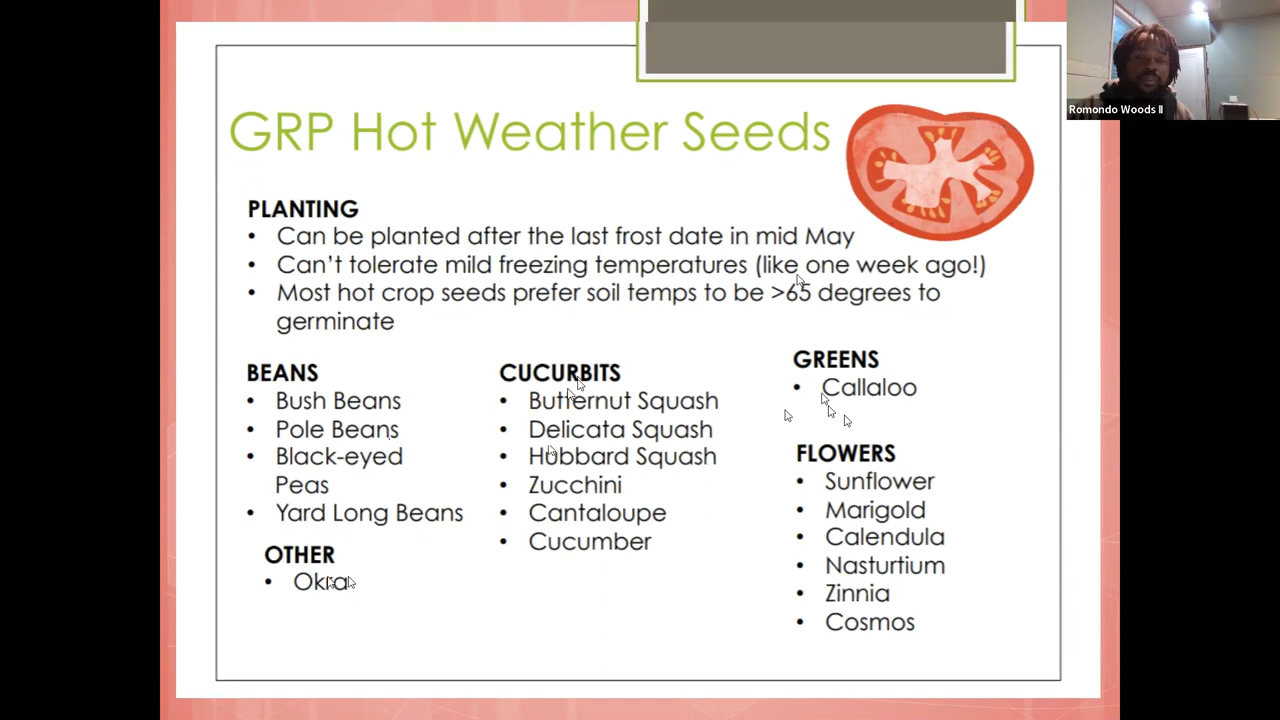 GRP Hot Weather Seeds
Romondo Woods II
PLANTING
• Can be planted after the last frost date in mid May
• Can't tolerate mild freezing temperatures (like one week ago!)
• Most hot crop seeds prefer soil temps to be >65 degrees to
germinate
BEANS
• Bush Beans
• Pole Beans
• Black-eyed
Peas
• Yard Long Beans
OTHER
• Okra
CUCURBITS
• Butternut Squash
• Delicata Squash
• Hubbard Squash
• Zucchini
• Cantaloupe
• Cucumber
GREENS
• Callaloo
FLOWERS
• Sunflower
• Marigold
• Calendula
• Nasturtium
• Zinnia
• Cosmos